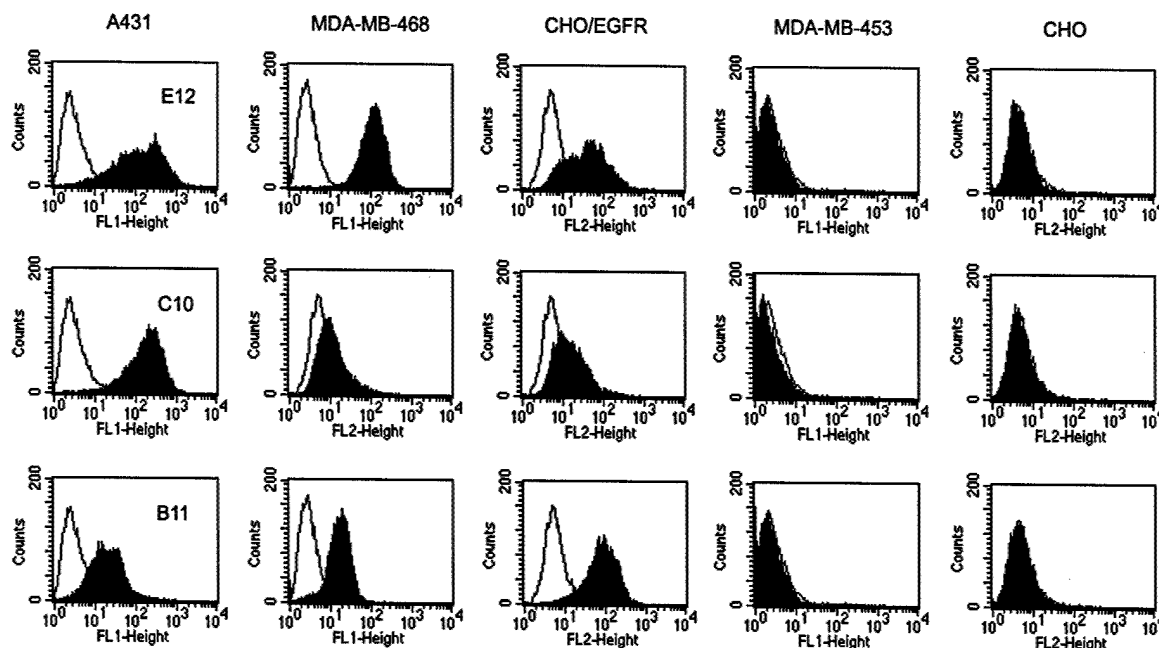 A431 MDA-MB-468 CHO/EGFR MDA-MB-453 CHO
200 200 200 200 200
E12
Counts Counts Counts Counts Counts
0 0 0 0 0
10^0 10^1 10^2 10^3 10^4 10^0 10^1 10^2 10^3 10^4 10^0 10^1 10^2 10^3 10^4 10^0 10^1 10^2 10^3 10^4 10^0 10^1 10^2 10^3 10^4
FL1-Height FL1-Height FL2-Height FL1-Height FL2-Height
200 200 200 200 200
C10
Counts Counts Counts Counts Counts
0 0 0 0 0
10^0 10^1 10^2 10^3 10^4 10^0 10^1 10^2 10^3 10^4 10^0 10^1 10^2 10^3 10^4 10^0 10^1 10^2 10^3 10^4 10^0 10^1 10^2 10^3 10^4
FL1-Height FL2-Height FL2-Height FL1-Height FL2-Height
200 200 200 200 200
B11
Counts Counts Counts Counts Counts
0 0 0 0 0
10^0 10^1 10^2 10^3 10^4 10^0 10^1 10^2 10^3 10^4 10^0 10^1 10^2 10^3 10^4 10^0 10^1 10^2 10^3 10^4 10^0 10^1 10^2 10^3 10^4
FL1-Height FL1-Height FL2-Height FL1-Height FL2-Height